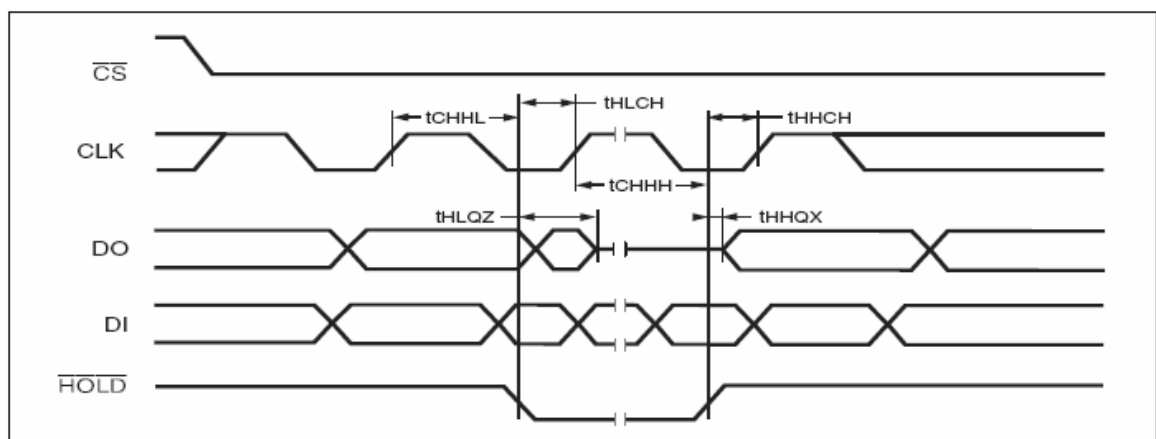 CS
tHLCH
tCHHL
tHHCH
CLK
tCHHH
tHLQZ
tHHQX
DO
DI
HOLD